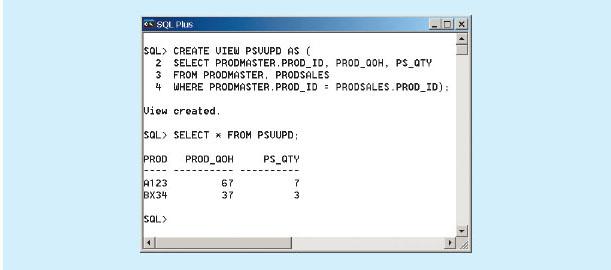 SQL Plus
SQL> CREATE VIEW PSVUPD AS (
2 SELECT PRODMASTER.PROD_ID, PROD_QOH, PS_QTY
3 FROM PRODMASTER, PRODSALES
4 WHERE PRODMASTER.PROD_ID = PRODSALES.PROD_ID);
View created.
SQL> SELECT * FROM PSVUPD;
PROD PROD_QOH PS_QTY
---- ---------- ----------
A123 67 7
BX34 37 3
SQL>